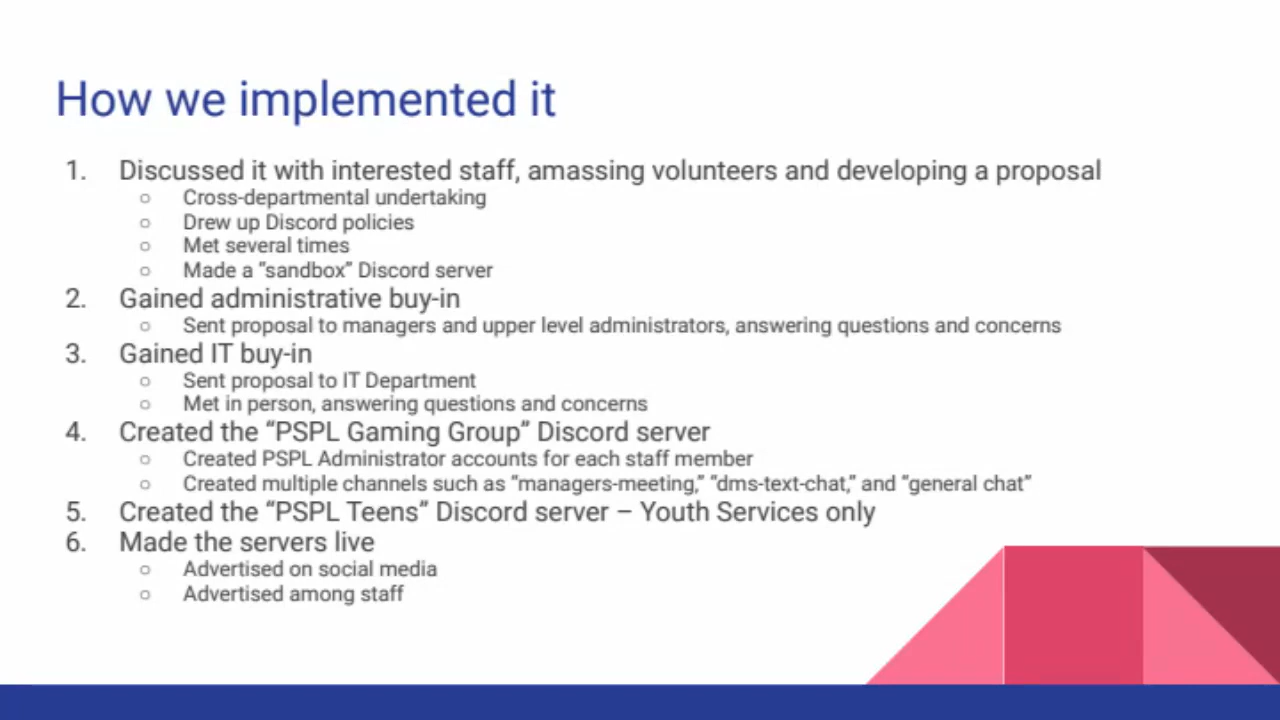 How we implemented it
1. Discussed it with interested staff, amassing volunteers and developing a proposal
○ Cross-departmental undertaking
○ Drew up Discord policies
○ Met several times
○ Made a “sandbox” Discord server
2. Gained administrative buy-in
○ Sent proposal to managers and upper level administrators, answering questions and concerns
3. Gained IT buy-in
○ Sent proposal to IT Department
○ Met in person, answering questions and concerns
4. Created the “PSPL Gaming Group” Discord server
○ Created PSPL Administrator accounts for each staff member
○ Created multiple channels such as “managers-meeting,” “dms-text-chat,” and “general chat”
5. Created the “PSPL Teens” Discord server – Youth Services only
6. Made the servers live
○ Advertised on social media
○ Advertised among staff